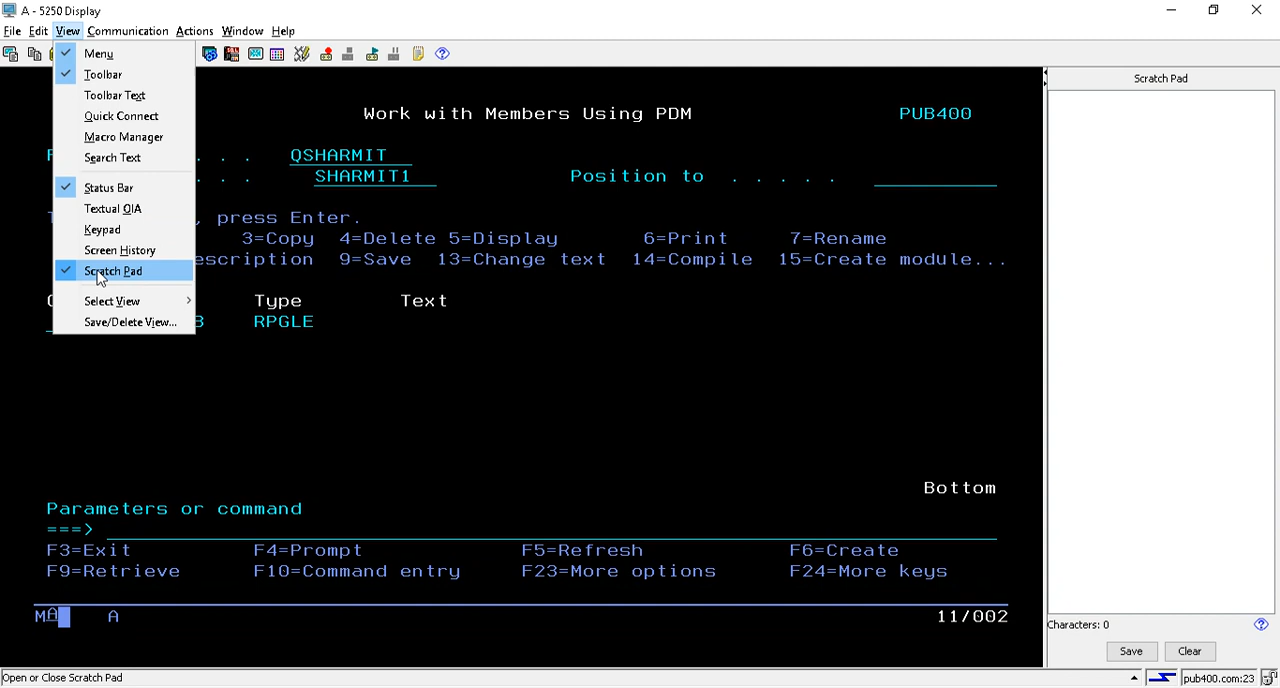 A - 5250 Display
File Edit View Communication Actions Window Help
Menu
Toolbar
Toolbar Text
Quick Connect
Macro Manager
Search Text
Status Bar
Textual OIA
Keypad
Screen History
Scratch Pad
Select View
Save/Delete View...
Work with Members Using PDM PUB400
. . . QSHARMIT
. . . SHARMIT1 Position to . . . . .
, press Enter.
3=Copy 4=Delete 5=Display 6=Print 7=Rename
escription 9=Save 13=Change text 14=Compile 15=Create module...
Type Text
RPGLE
Bottom
Parameters or command
===>
F3=Exit F4=Prompt F5=Refresh F6=Create
F9=Retrieve F10=Command entry F23=More options F24=More keys
MA A 11/002
Scratch Pad
Characters: 0
Save Clear
Open or Close Scratch Pad pub400.com:23